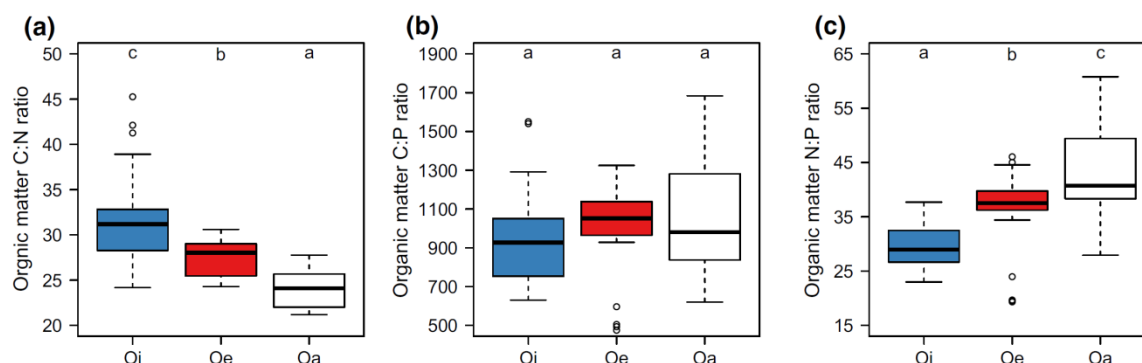 (a)
Orgnic matter C:N ratio
50
45
40
35
30
25
20
c
b
a
Oi
Oe
Oa
(b)
Organic matter C:P ratio
1900
1700
1500
1300
1100
900
700
500
a
a
a
Oi
Oe
Oa
(c)
Organic matter N:P ratio
65
55
45
35
25
15
a
b
c
Oi
Oe
Oa